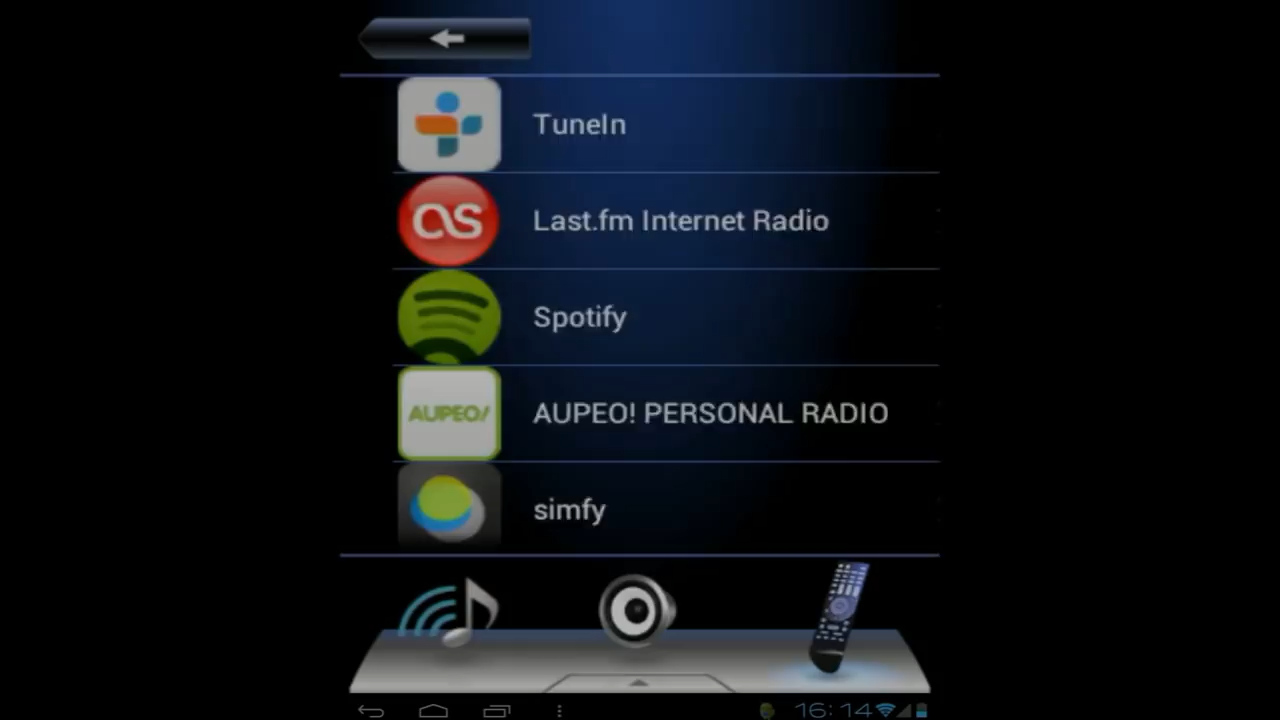 TuneIn
Last.fm Internet Radio
Spotify
AUPEO!
AUPEO! PERSONAL RADIO
simfy
16:14